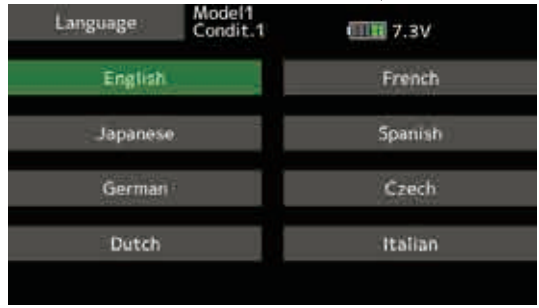 Language
Model1
Condit.1
7.3V
English
French
Japanese
Spanish
German
Czech
Dutch
Italian